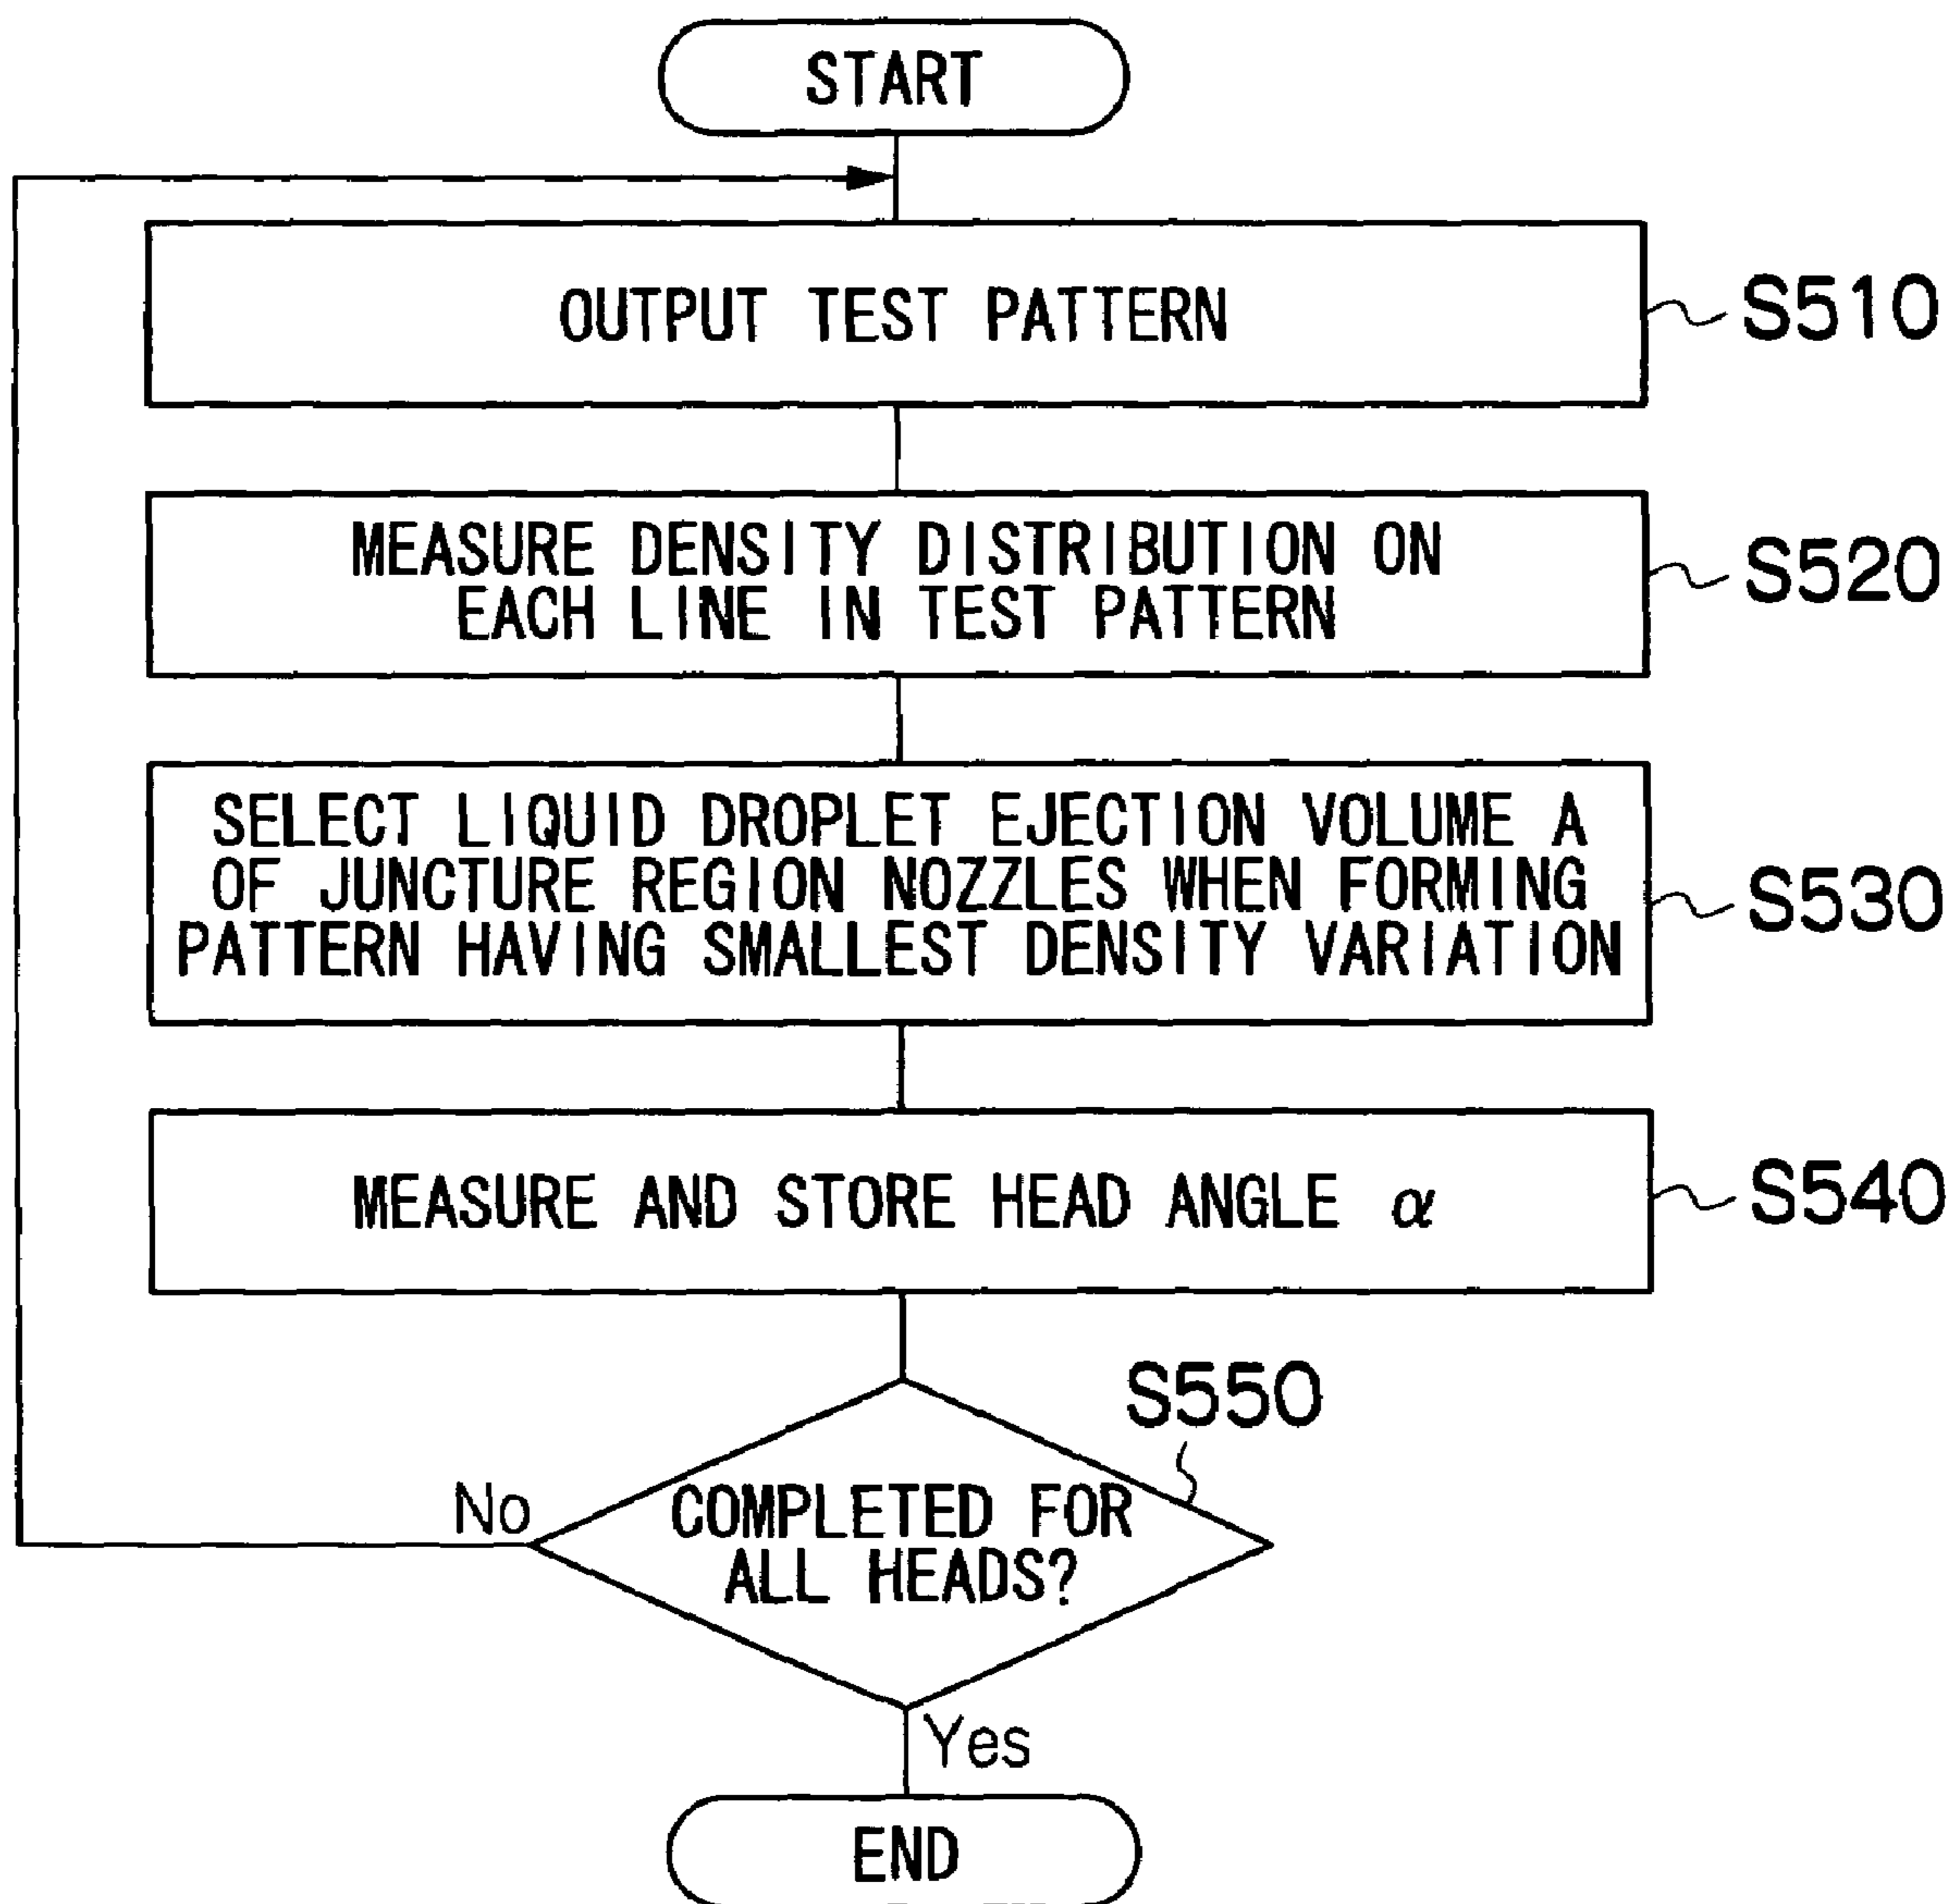 START
OUTPUT TEST PATTERN
S510
MEASURE DENSITY DISTRIBUTION ON
EACH LINE IN TEST PATTERN
S520
SELECT LIQUID DROPLET EJECTION VOLUME A
OF JUNCTURE REGION NOZZLES WHEN FORMING
PATTERN HAVING SMALLEST DENSITY VARIATION
S530
MEASURE AND STORE HEAD ANGLE α
S540
S550
COMPLETED FOR
ALL HEADS?
No
Yes
END